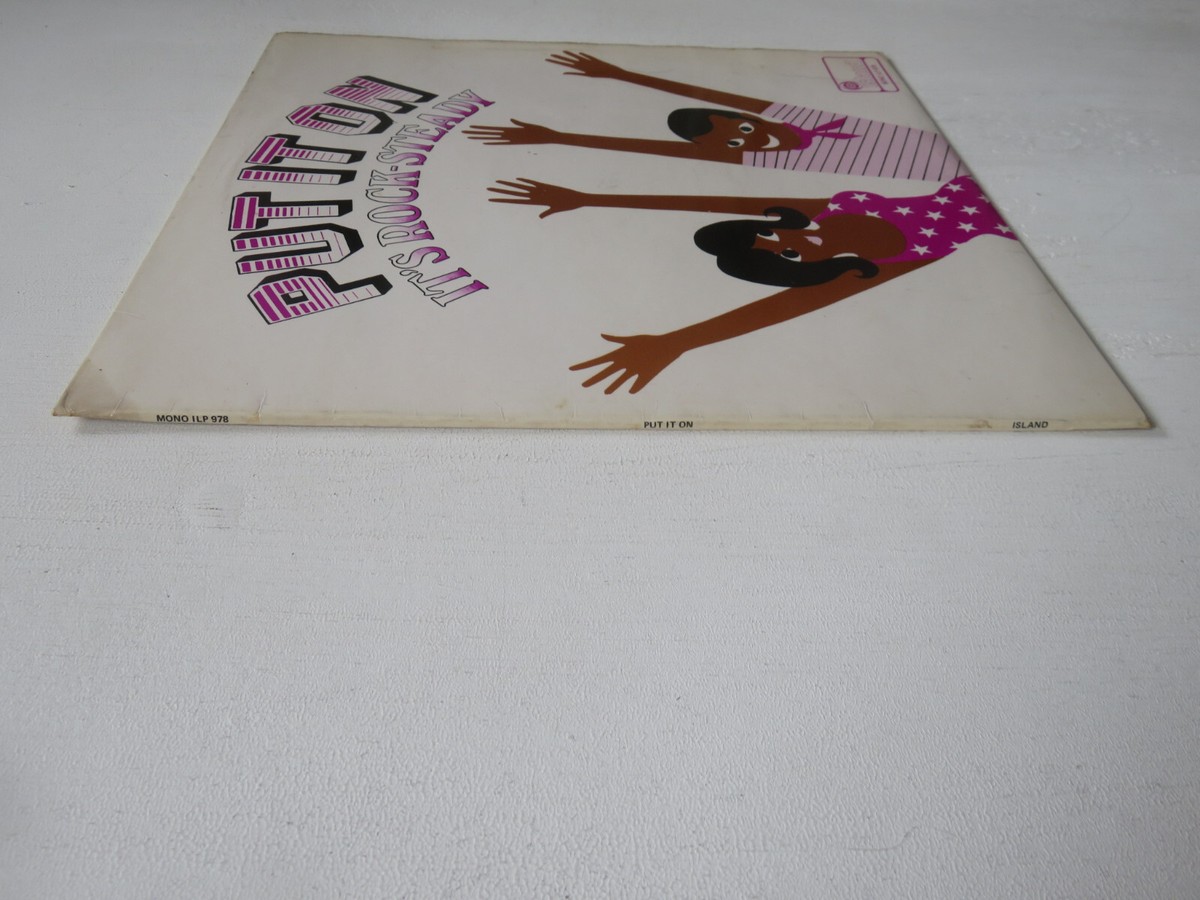 PUT IT ON
IT'S ROCK-STEADY
MONO ILP 978
PUT IT ON
ISLAND